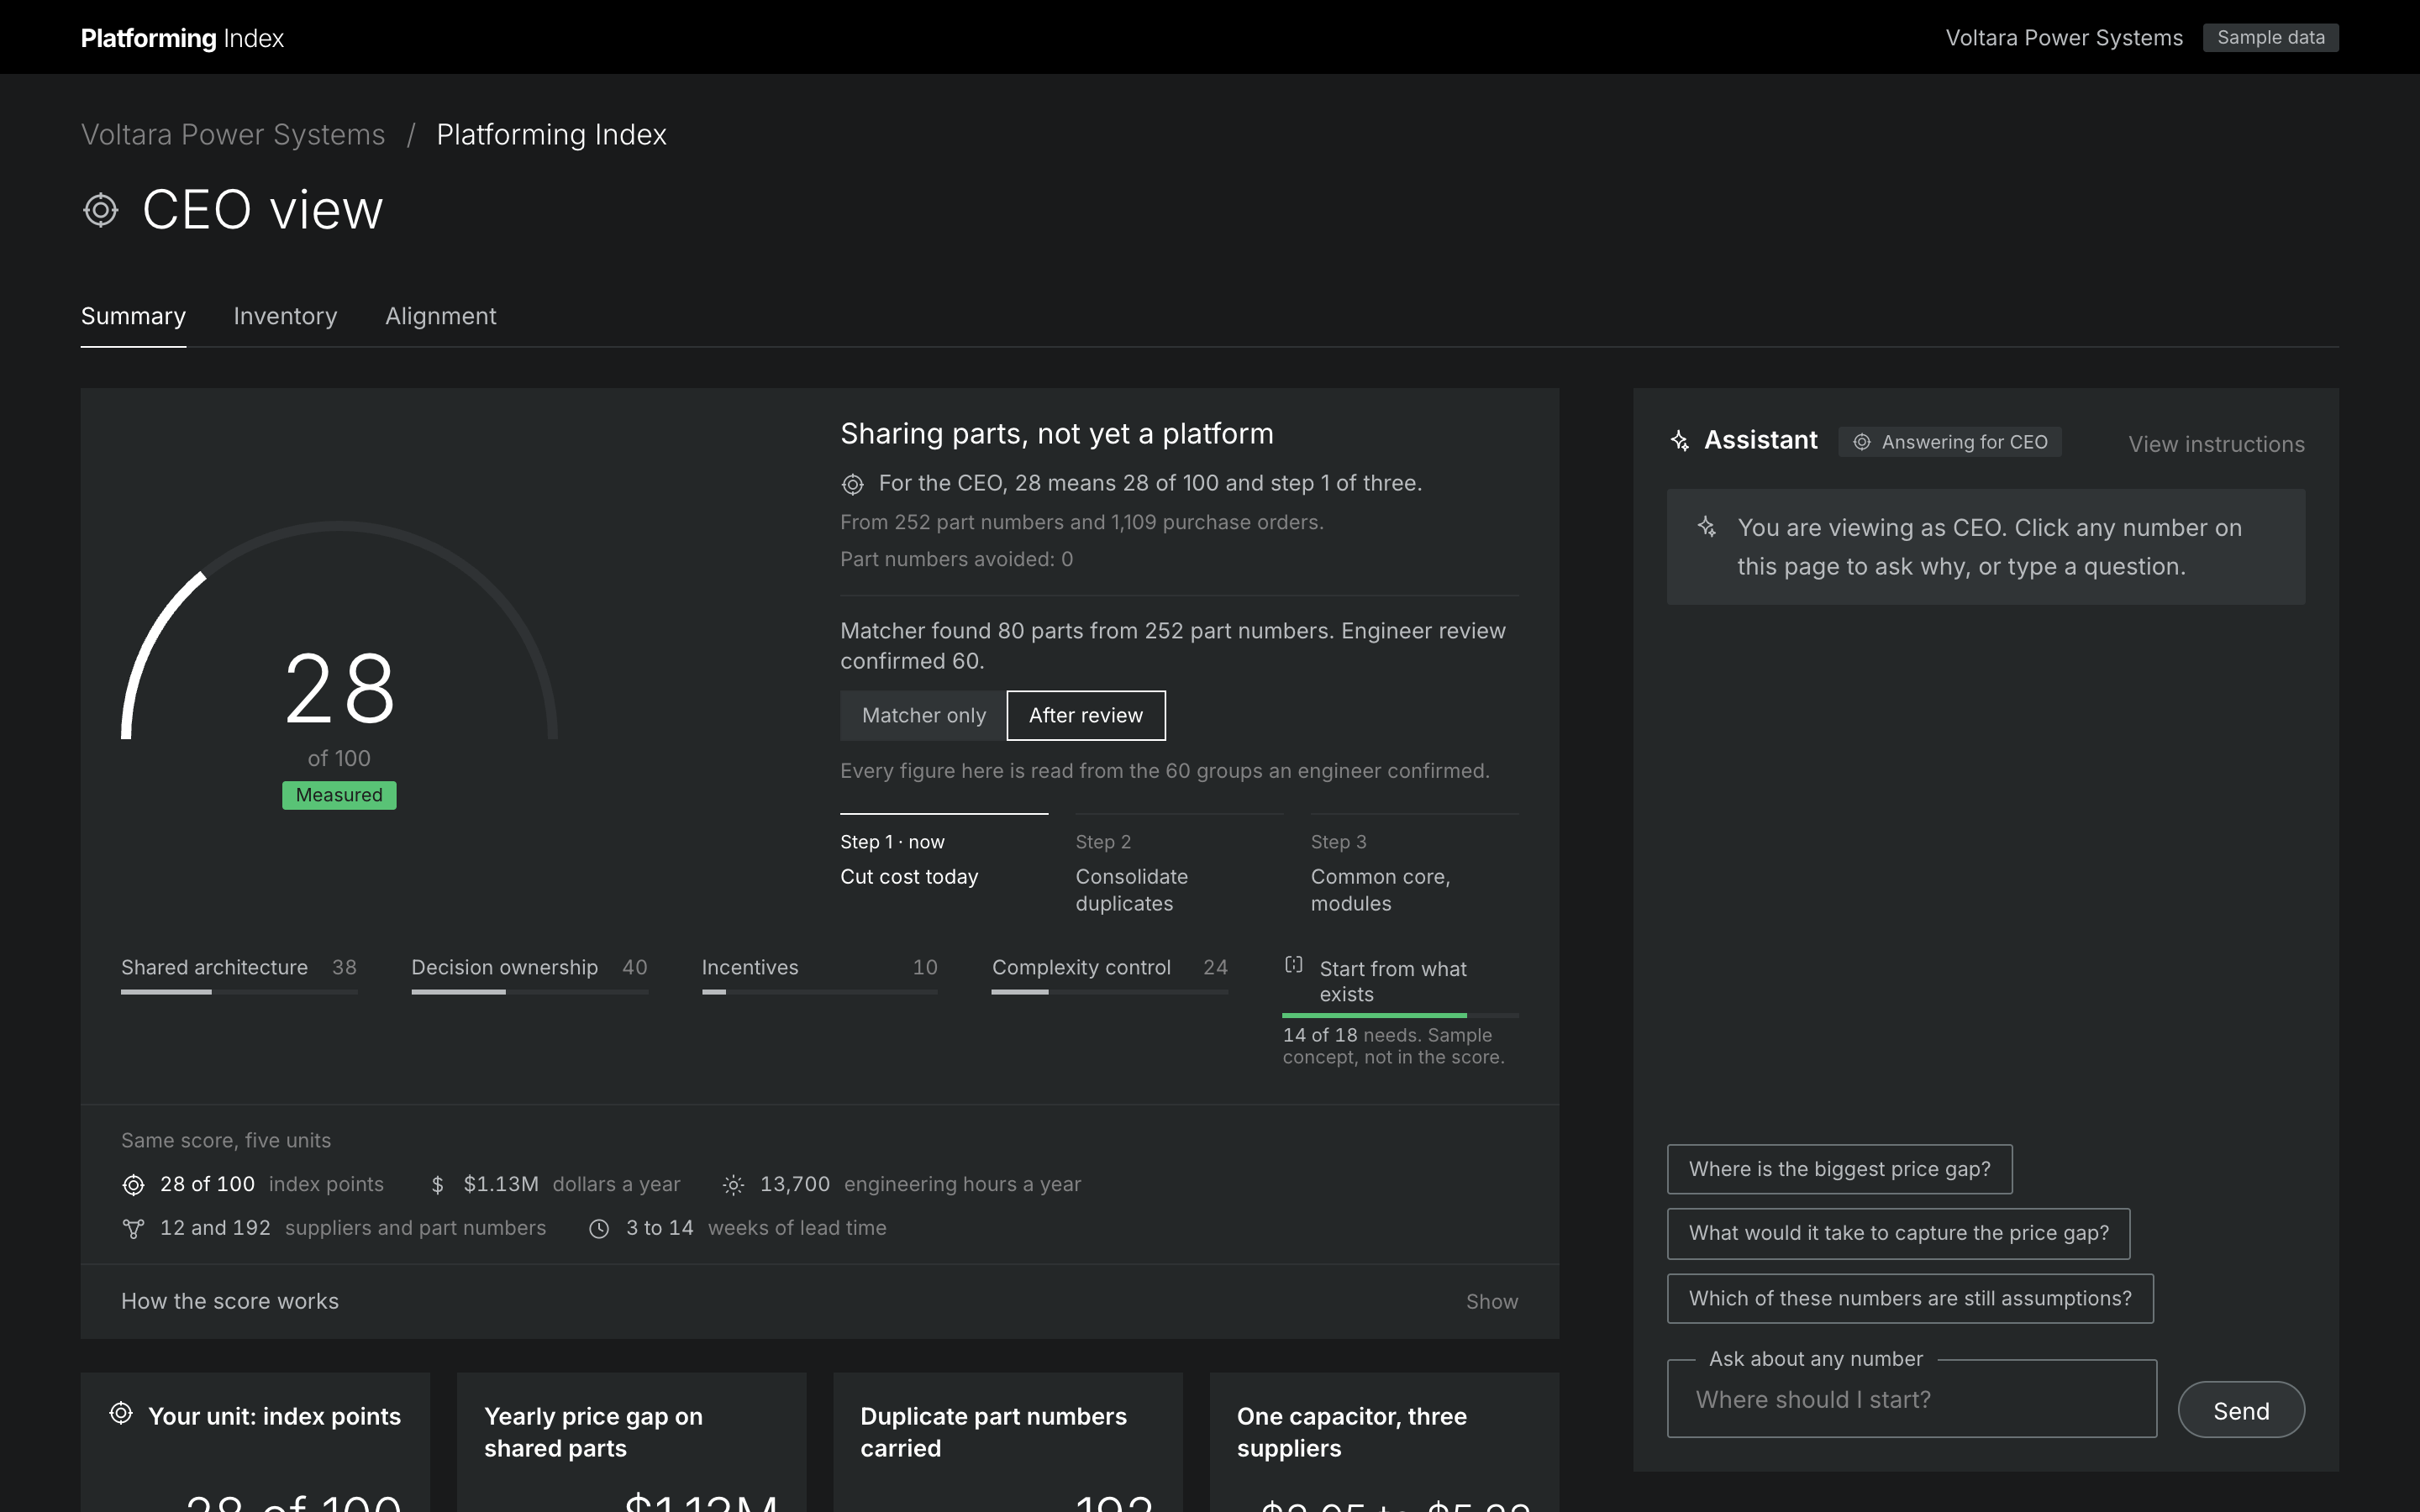 Platforming Index
Voltara Power Systems
Sample data
Voltara Power Systems / Platforming Index
CEO view
Summary
Inventory
Alignment
28
of 100
Measured
Sharing parts, not yet a platform
For the CEO, 28 means 28 of 100 and step 1 of three.
From 252 part numbers and 1,109 purchase orders.
Part numbers avoided: 0
Matcher found 80 parts from 252 part numbers. Engineer review
confirmed 60.
Matcher only
After review
Every figure here is read from the 60 groups an engineer confirmed.
Step 1 · now
Cut cost today
Step 2
Consolidate
duplicates
Step 3
Common core,
modules
Shared architecture 38
Decision ownership 40
Incentives 10
Complexity control 24
Start from what
exists
14 of 18 needs. Sample
concept, not in the score.
Same score, five units
28 of 100 index points
$ $1.13M dollars a year
13,700 engineering hours a year
12 and 192 suppliers and part numbers
3 to 14 weeks of lead time
How the score works
Show
Your unit: index points
28 of 100
Yearly price gap on
shared parts
$1.13M
Duplicate part numbers
carried
192
One capacitor, three
suppliers
Assistant
Answering for CEO
View instructions
You are viewing as CEO. Click any number on
this page to ask why, or type a question.
Where is the biggest price gap?
What would it take to capture the price gap?
Which of these numbers are still assumptions?
Ask about any number
Where should I start?
Send